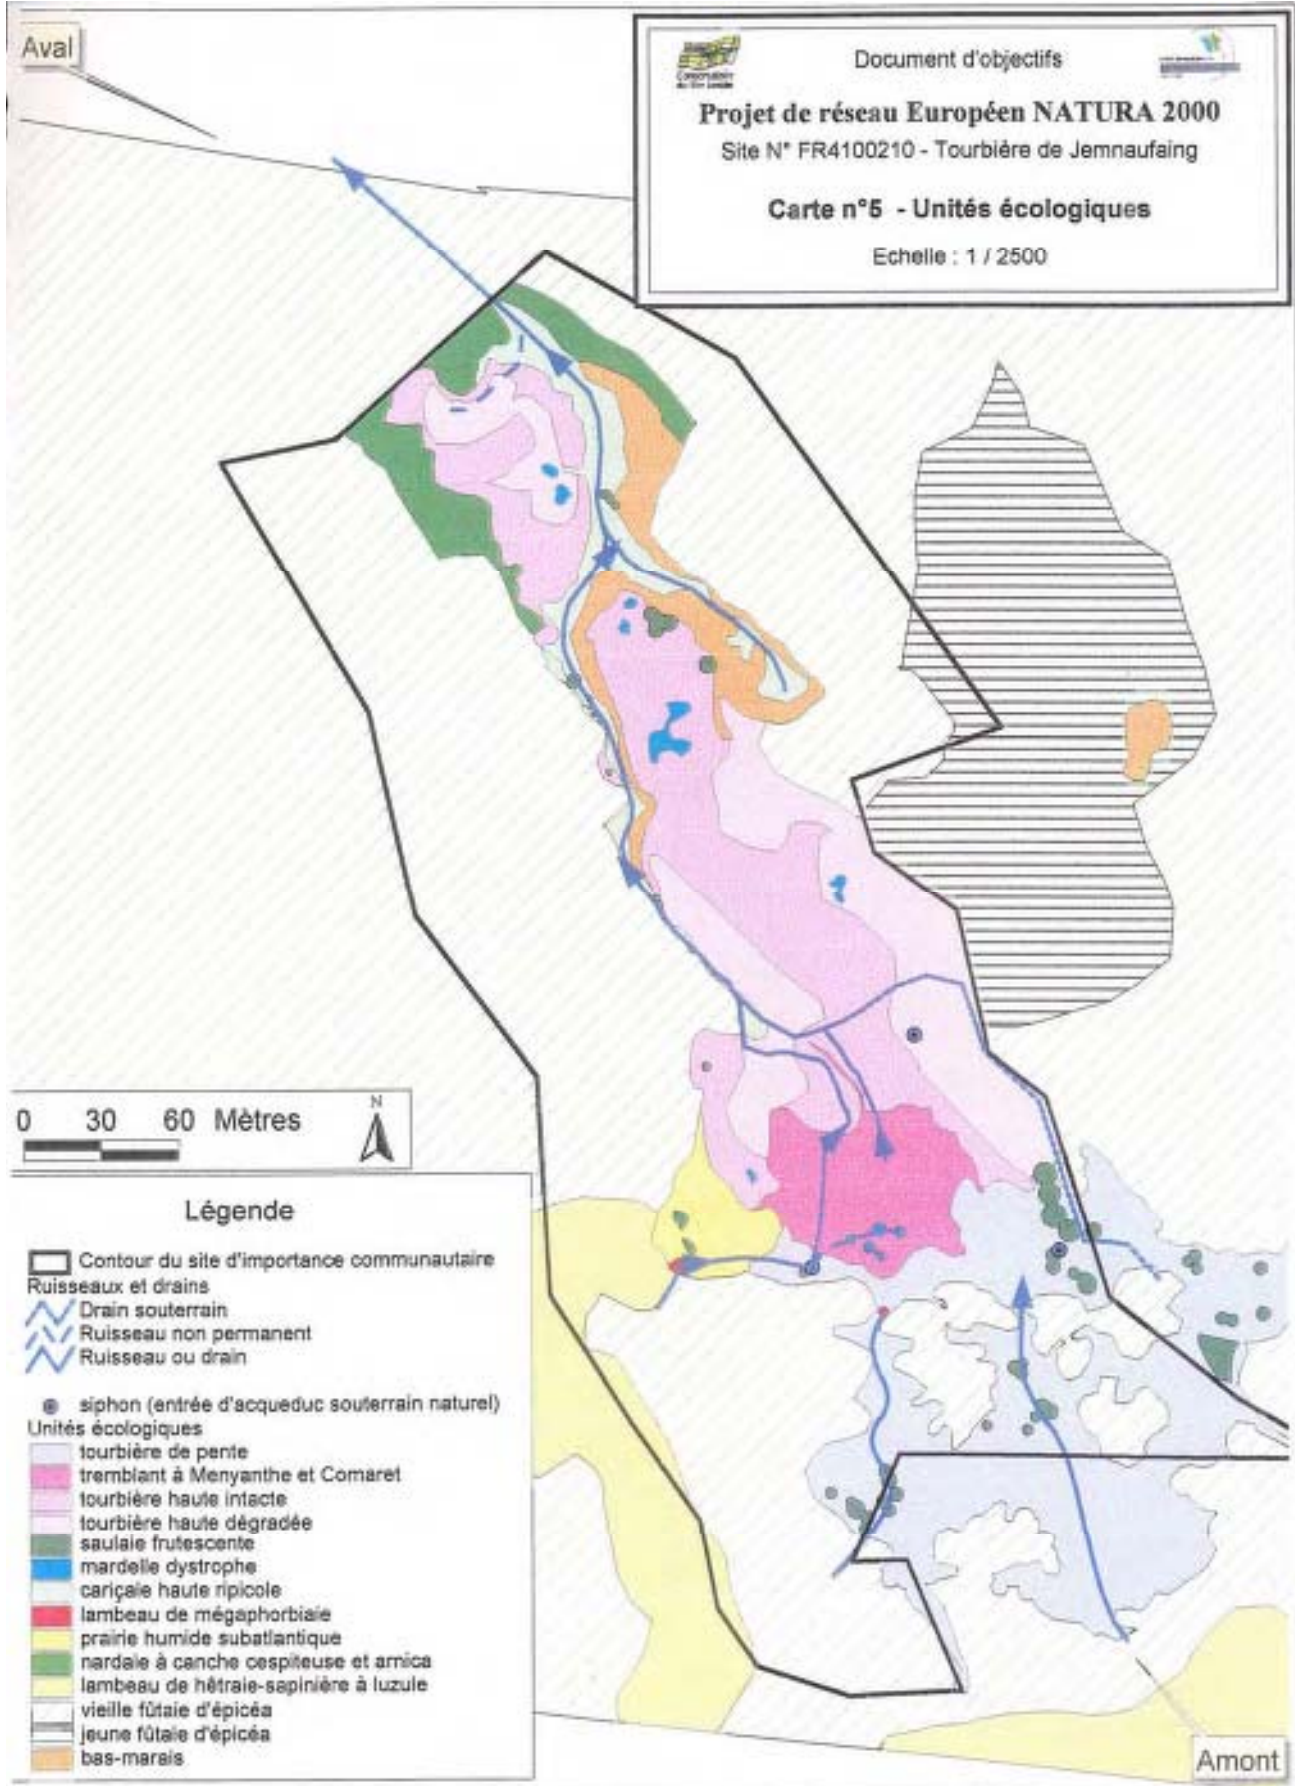 Aval
Document d'objectifs
Conservatoire
Projet de réseau Européen NATURA 2000
Site N° FR4100210 - Tourbière de Jemnaufaing
Carte n°5 - Unités écologiques
Echelle : 1 / 2500
0 30 60 Mètres
N
Légende
Contour du site d'importance communautaire
Ruisseaux et drains
Drain souterrain
Ruisseau non permanent
Ruisseau ou drain
siphon (entrée d'acqueduc souterrain naturel)
Unités écologiques
tourbière de pente
tremblant à Menyanthe et Comaret
tourbière haute intacte
tourbière haute dégradée
saulaie frutescente
mardelle dystrophe
cariçaie haute ripicole
lambeau de mégaphorbiaie
prairie humide subatlantique
nardaie à canche cespiteuse et arnica
lambeau de hêtraie-sapinière à luzule
vieille fûtaie d'épicéa
jeune fûtaie d'épicéa
bas-marais
Amont